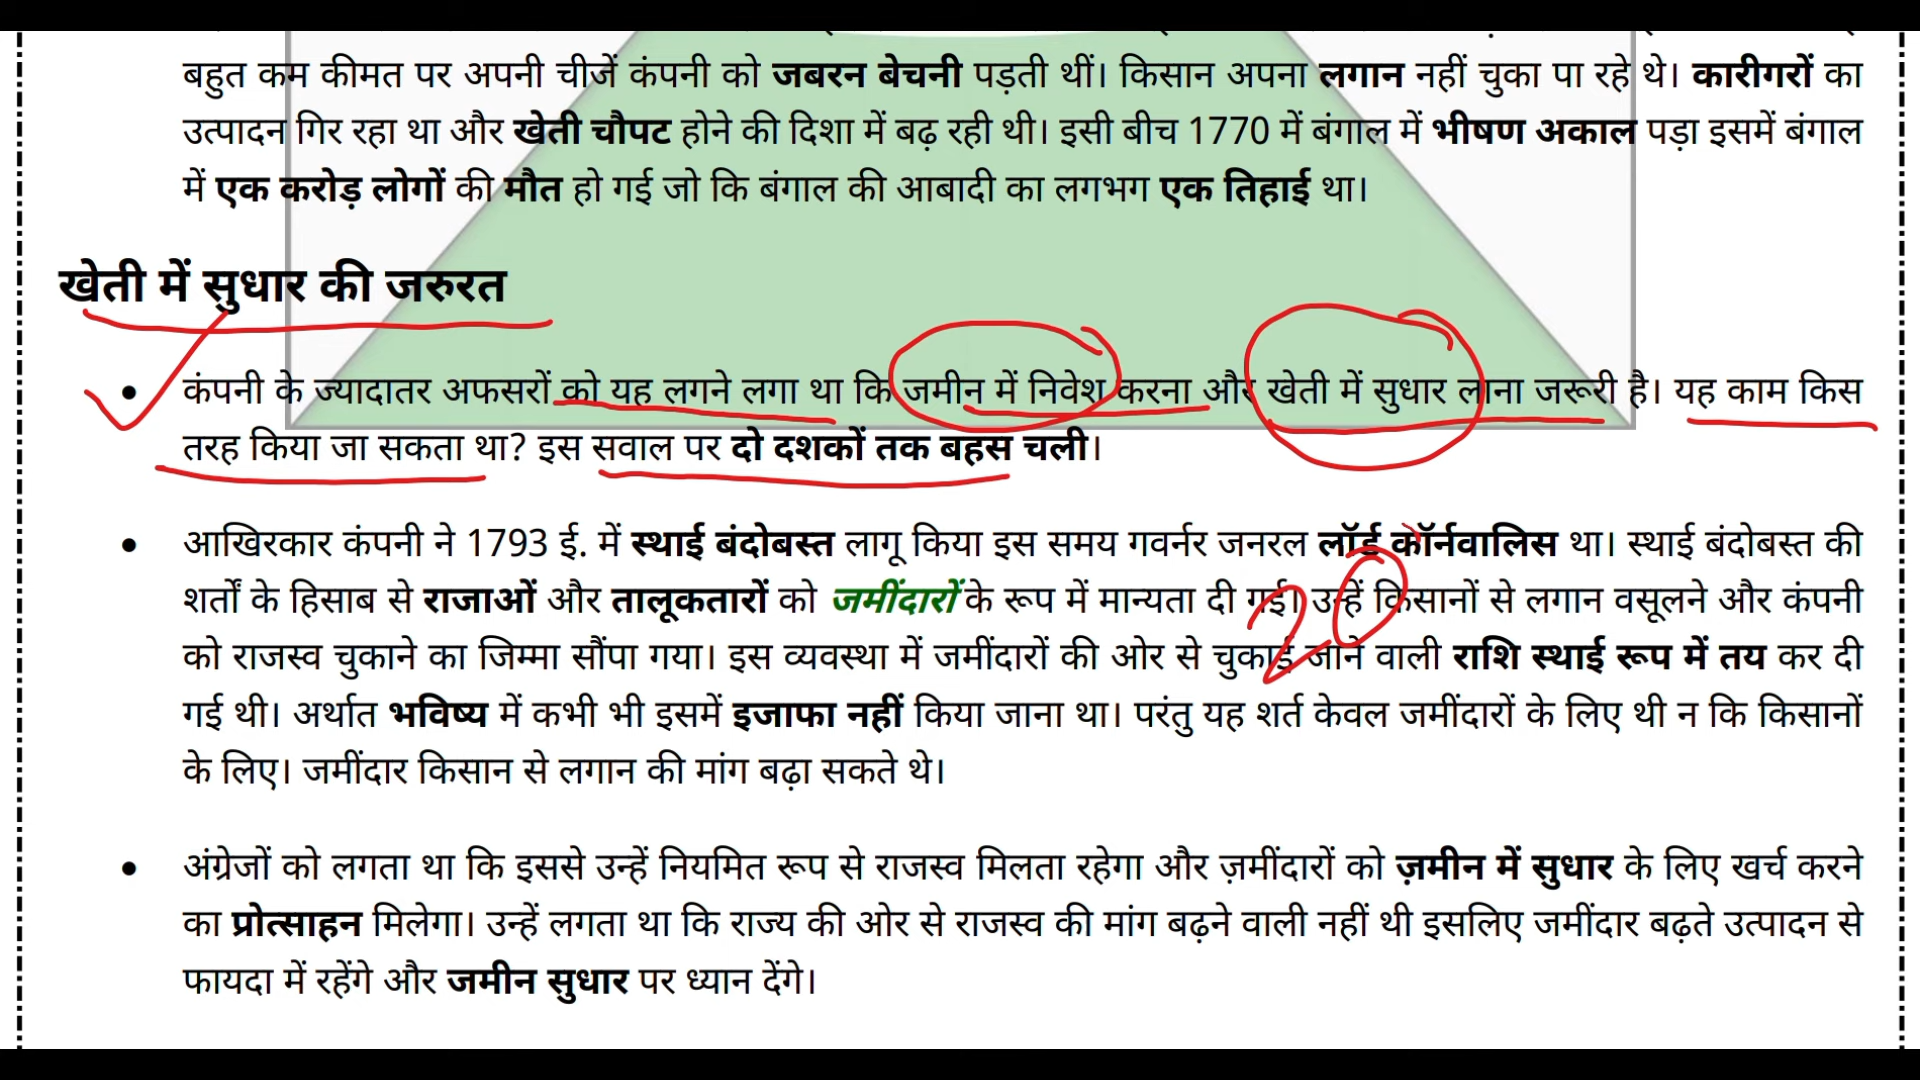 बहुत कम कीमत पर अपनी चीजें कंपनी को जबरन बेचनी पड़ती थीं। किसान अपना लगान नहीं चुका पा रहे थे। कारीगरों का
उत्पादन गिर रहा था और खेती चौपट होने की दिशा में बढ़ रही थी। इसी बीच 1770 में बंगाल में भीषण अकाल पड़ा इसमें बंगाल
में एक करोड़ लोगों की मौत हो गई जो कि बंगाल की आबादी का लगभग एक तिहाई था।
खेती में सुधार की जरुरत
• कंपनी के ज्यादातर अफसरों को यह लगने लगा था कि जमीन में निवेश करना और खेती में सुधार लाना जरूरी है। यह काम किस
तरह किया जा सकता था? इस सवाल पर दो दशकों तक बहस चली।
• आखिरकार कंपनी ने 1793 ई. में स्थाई बंदोबस्त लागू किया इस समय गवर्नर जनरल लॉर्ड कॉर्नवालिस था। स्थाई बंदोबस्त की
शर्तों के हिसाब से राजाओं और तालूकतारों को जमींदारों के रूप में मान्यता दी गई। उन्हें किसानों से लगान वसूलने और कंपनी
को राजस्व चुकाने का जिम्मा सौंपा गया। इस व्यवस्था में जमींदारों की ओर से चुकाई जाने वाली राशि स्थाई रूप में तय कर दी
गई थी। अर्थात भविष्य में कभी भी इसमें इजाफा नहीं किया जाना था। परंतु यह शर्त केवल जमींदारों के लिए थी न कि किसानों
के लिए। जमींदार किसान से लगान की मांग बढ़ा सकते थे।
20
• अंग्रेजों को लगता था कि इससे उन्हें नियमित रूप से राजस्व मिलता रहेगा और ज़मींदारों को ज़मीन में सुधार के लिए खर्च करने
का प्रोत्साहन मिलेगा। उन्हें लगता था कि राज्य की ओर से राजस्व की मांग बढ़ने वाली नहीं थी इसलिए जमींदार बढ़ते उत्पादन से
फायदा में रहेंगे और जमीन सुधार पर ध्यान देंगे।